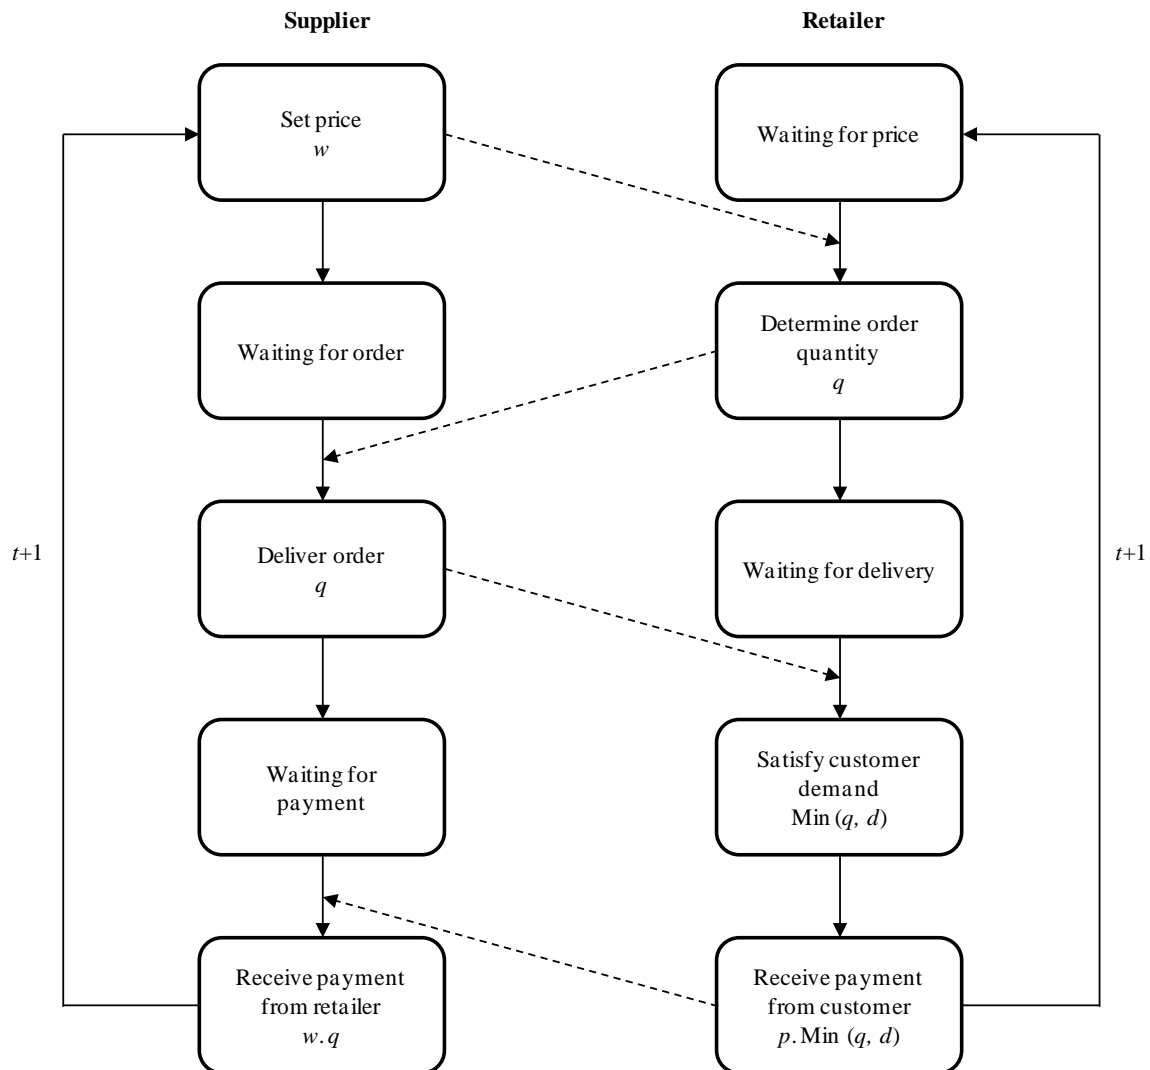 Supplier
Retailer
Set price
w
Waiting for price
Waiting for order
Determine order
quantity
q
t+1
Deliver order
q
Waiting for delivery
t+1
Waiting for
payment
Satisfy customer
demand
Min (q, d)
Receive payment
from retailer
w. q
Receive payment
from customer
p. Min (q, d)